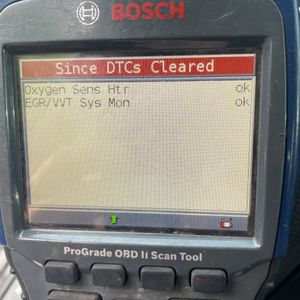 BOSCH
Since DTCs Cleared
Oxygen Sens Htr ok
EGR/VVT Sys Mon ok
ProGrade OBD II Scan Tool